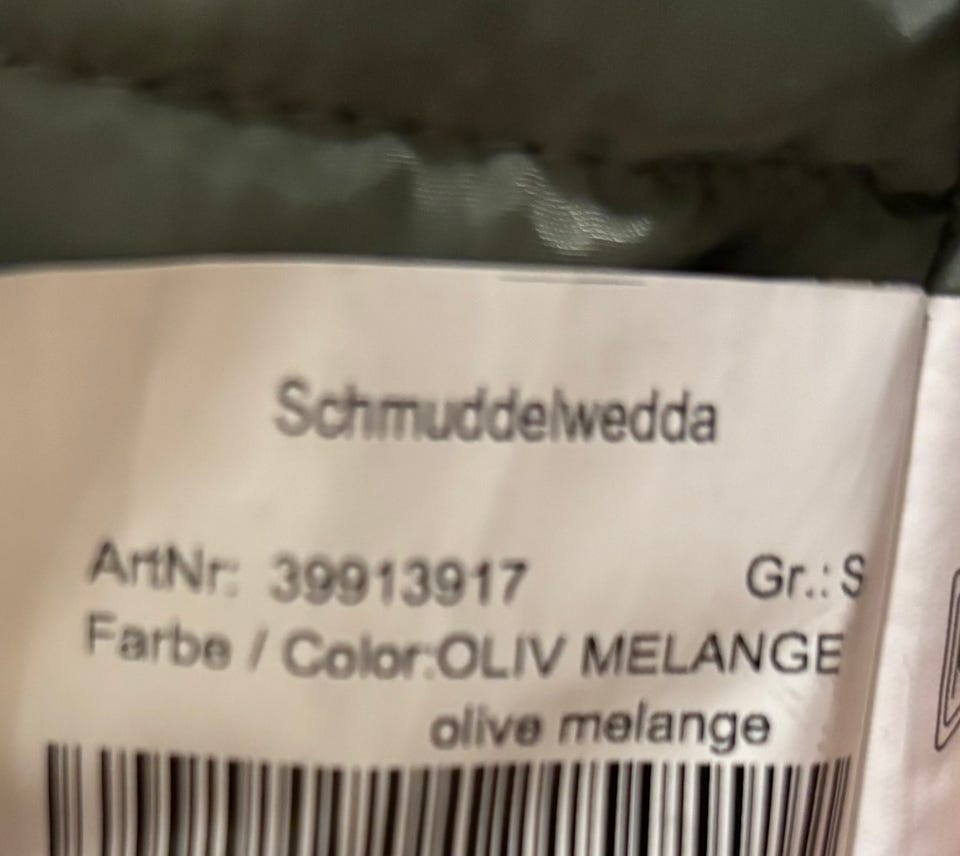 Schmuddelwedda
ArtNr: 39913917 Gr.: S
Farbe / Color:OLIV MELANGE
olive melange